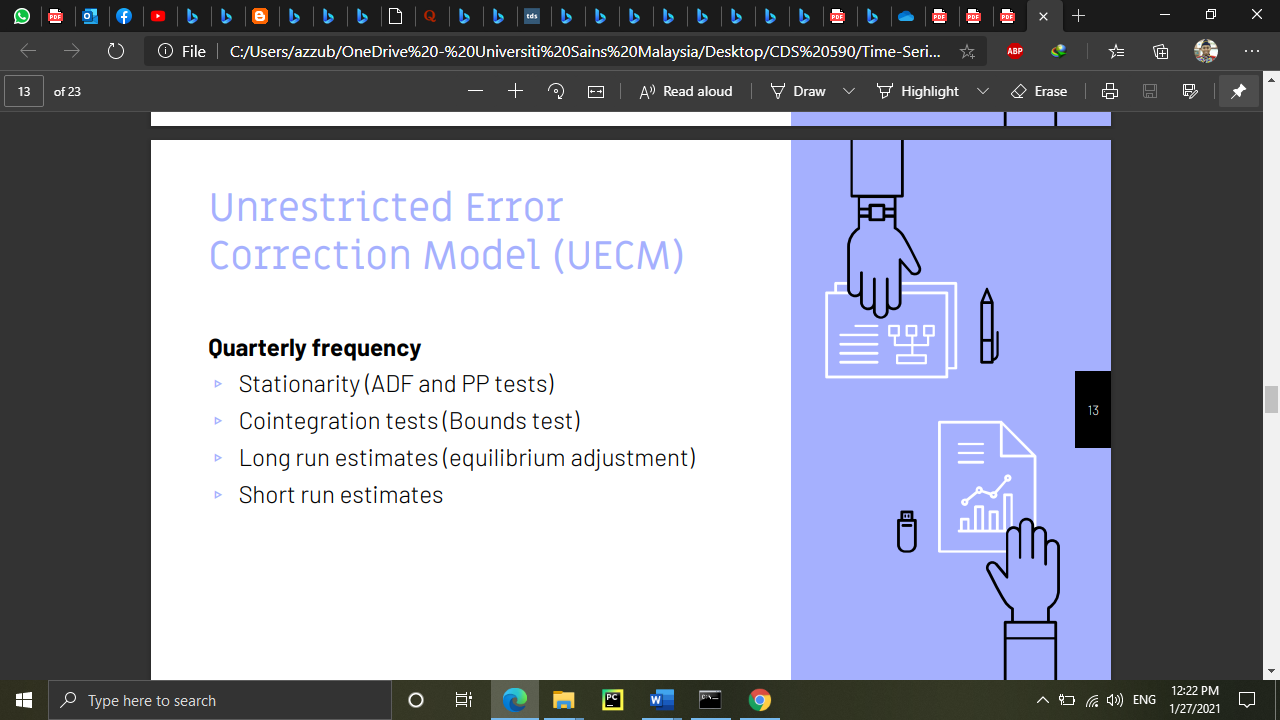 tds
File
C:/Users/azzub/OneDrive%20-%20Universiti%20Sains%20Malaysia/Desktop/CDS%20590/Time-Seri...
ABP
13 of 23
Read aloud
Draw
Highlight
Erase
Unrestricted Error
Correction Model (UECM)
Quarterly frequency
Stationarity (ADF and PP tests)
Cointegration tests (Bounds test)
Long run estimates (equilibrium adjustment)
Short run estimates
13
Type here to search
ENG
12:22 PM
1/27/2021